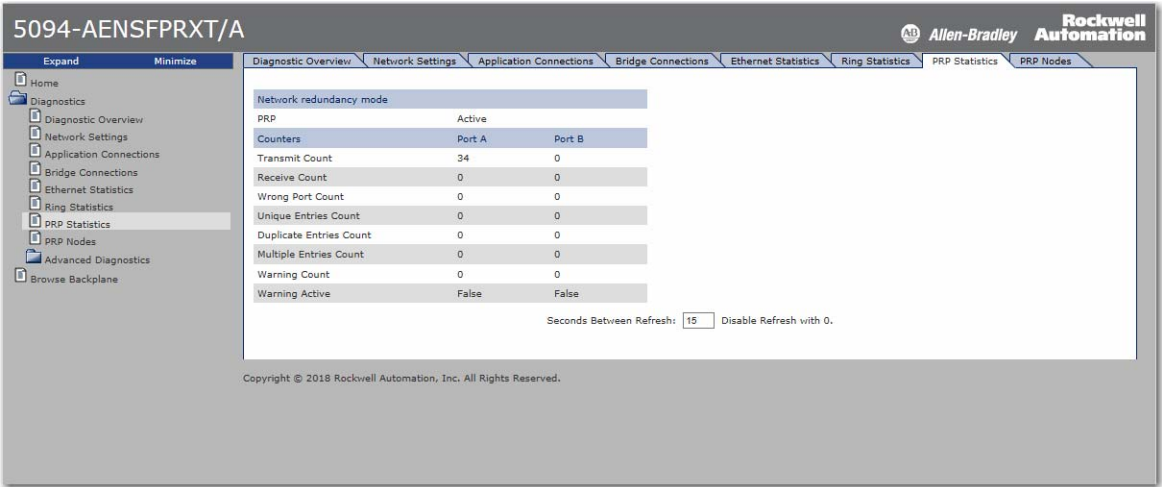 5094-AENSFPRXT/A
AB Allen-Bradley Rockwell Automation
Expand Minimize
Home
Diagnostics
Diagnostic Overview
Network Settings
Application Connections
Bridge Connections
Ethernet Statistics
Ring Statistics
PRP Statistics
PRP Nodes
Advanced Diagnostics
Browse Backplane
Diagnostic Overview Network Settings Application Connections Bridge Connections Ethernet Statistics Ring Statistics PRP Statistics PRP Nodes
Network redundancy mode
PRP Active
Counters Port A Port B
Transmit Count 34 0
Receive Count 0 0
Wrong Port Count 0 0
Unique Entries Count 0 0
Duplicate Entries Count 0 0
Multiple Entries Count 0 0
Warning Count 0 0
Warning Active False False
Seconds Between Refresh: 15 Disable Refresh with 0.
Copyright © 2018 Rockwell Automation, Inc. All Rights Reserved.